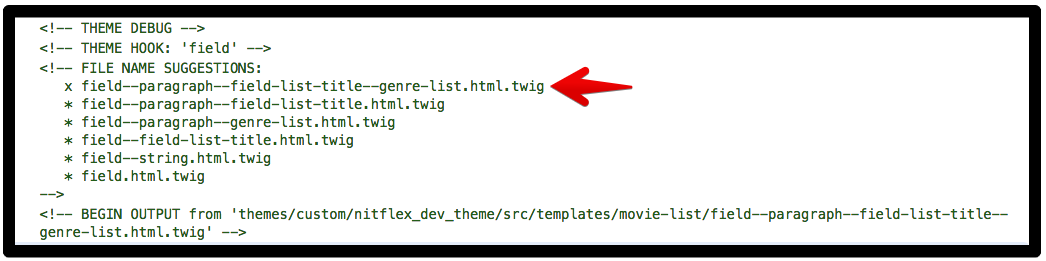 <!-- THEME DEBUG -->
<!-- THEME HOOK: 'field' -->
<!-- FILE NAME SUGGESTIONS:
x field--paragraph--field-list-title--genre-list.html.twig
* field--paragraph--field-list-title.html.twig
* field--paragraph--genre-list.html.twig
* field--field-list-title.html.twig
* field--string.html.twig
* field.html.twig
-->
<!-- BEGIN OUTPUT from 'themes/custom/nitflex_dev_theme/src/templates/movie-list/field--paragraph--field-list-title--
genre-list.html.twig' -->